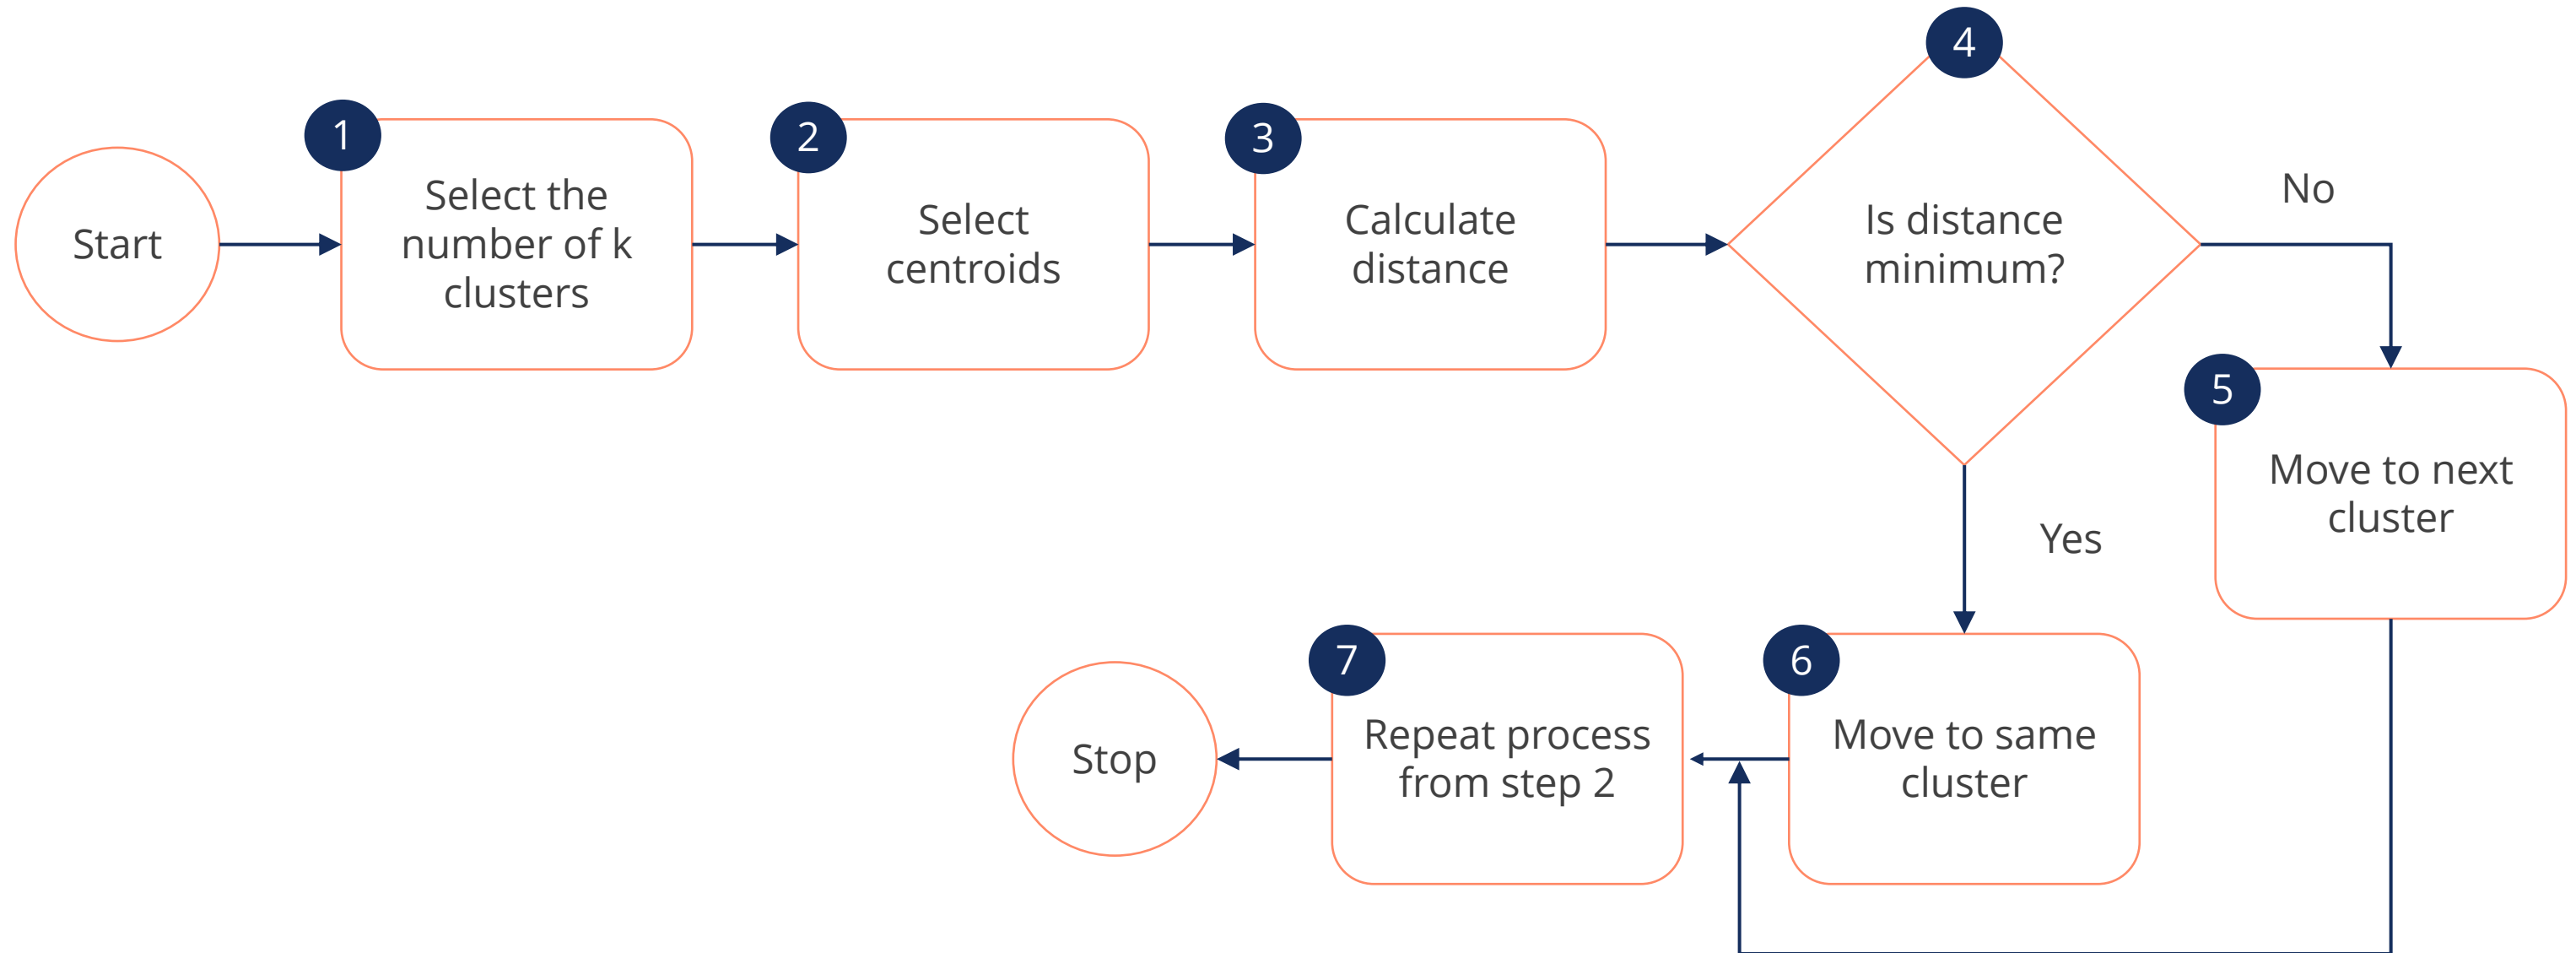 Start
1
Select the
number of k
clusters
2
Select
centroids
3
Calculate
distance
4
Is distance
minimum?
No
5
Move to next
cluster
Yes
6
Move to same
cluster
7
Repeat process
from step 2
Stop